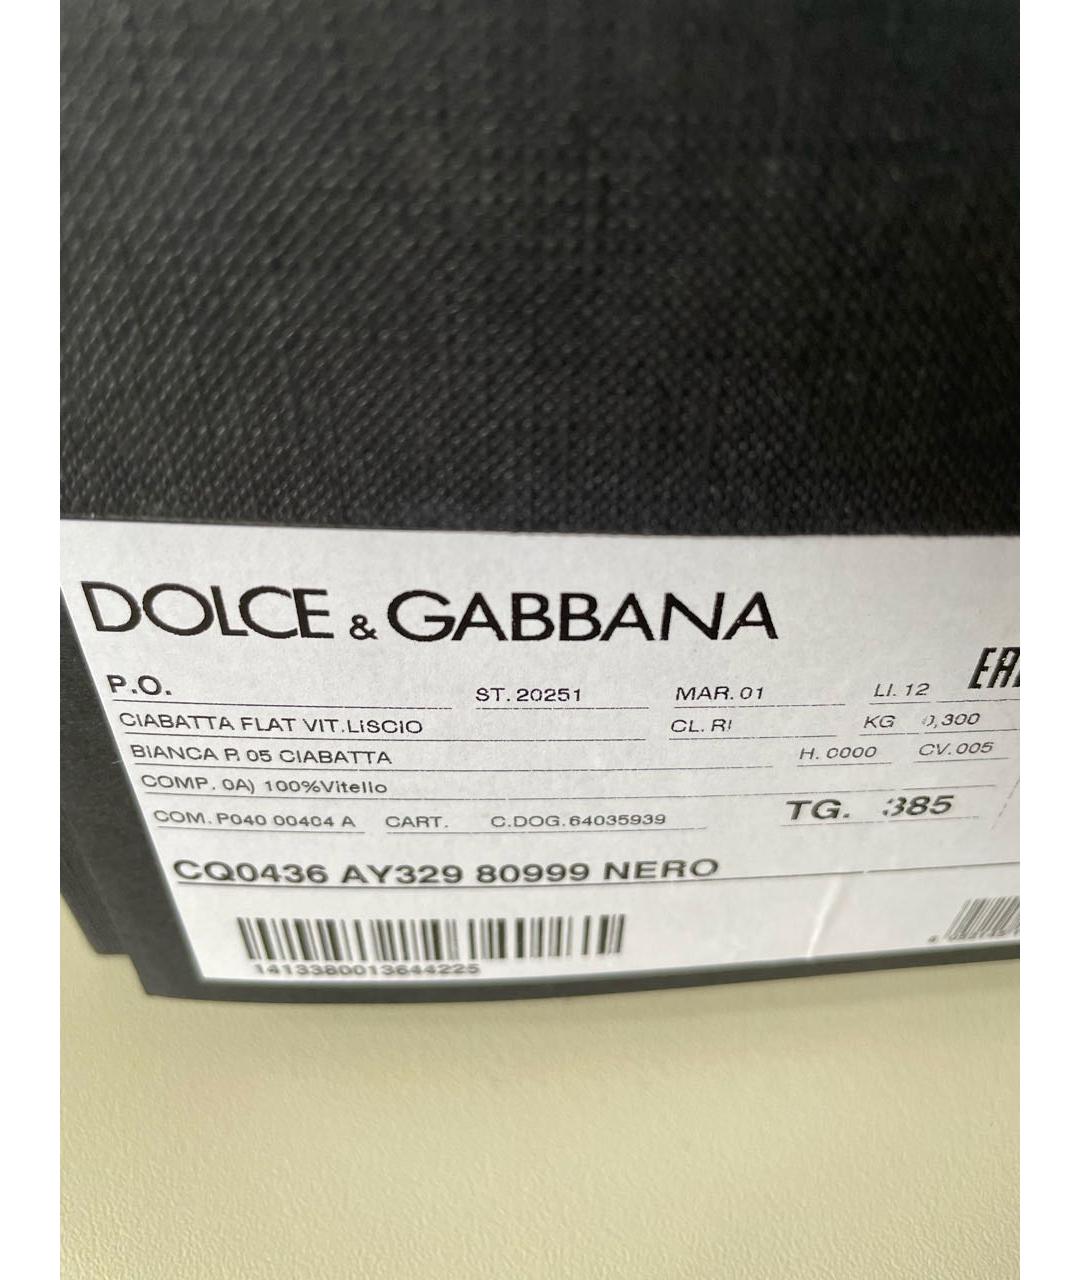 DOLCE & GABBANA
P.O. ST. 20251 MAR. 01 LI. 12
CIABATTA FLAT VIT.LISCIO CL. RI KG 0,300
BIANCA P. 05 CIABATTA H. 0000 CV. 005
COMP. 0A) 100%Vitello
COM. P040 00404 A CART. C.DOG. 64035939 TG. 385
CQ0436 AY329 80999 NERO
1413380013644225